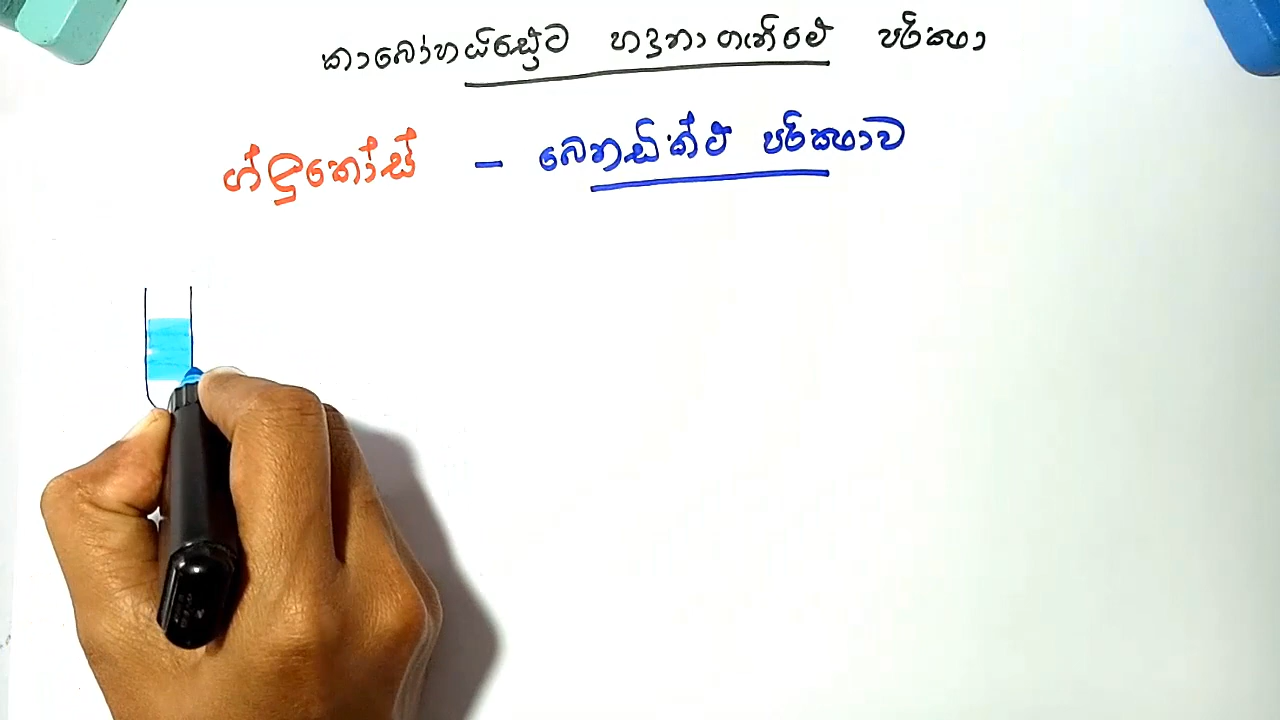 කාබෝහයිඩ්‍රේට හඳුනාගැනීමේ පරීක්ෂා
ග්ලූකෝස් – බෙනඩික්ට් පරීක්ෂාව